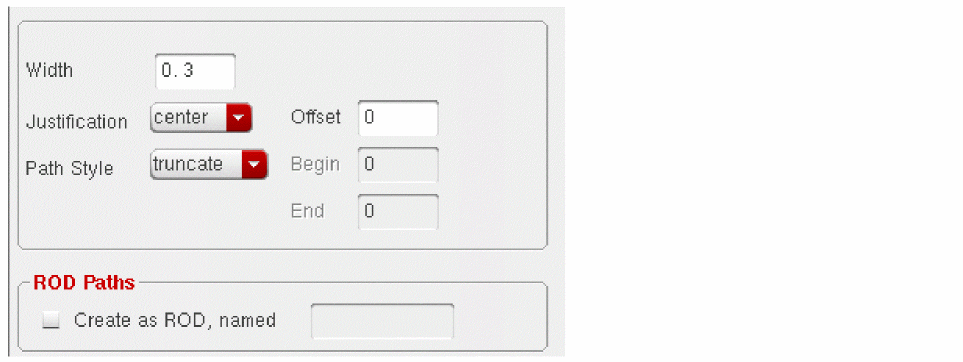 Width 0.3
Justification center Offset 0
Path Style truncate Begin 0
End 0
ROD Paths
Create as ROD, named